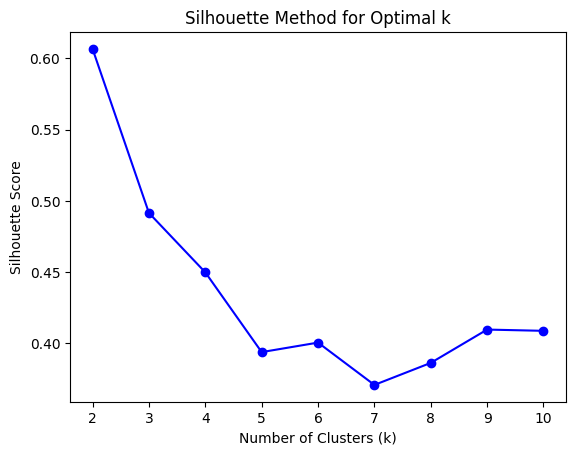 Silhouette Method for Optimal k
0.60
0.55
0.50
0.45
0.40
Silhouette Score
2 3 4 5 6 7 8 9 10
Number of Clusters (k)